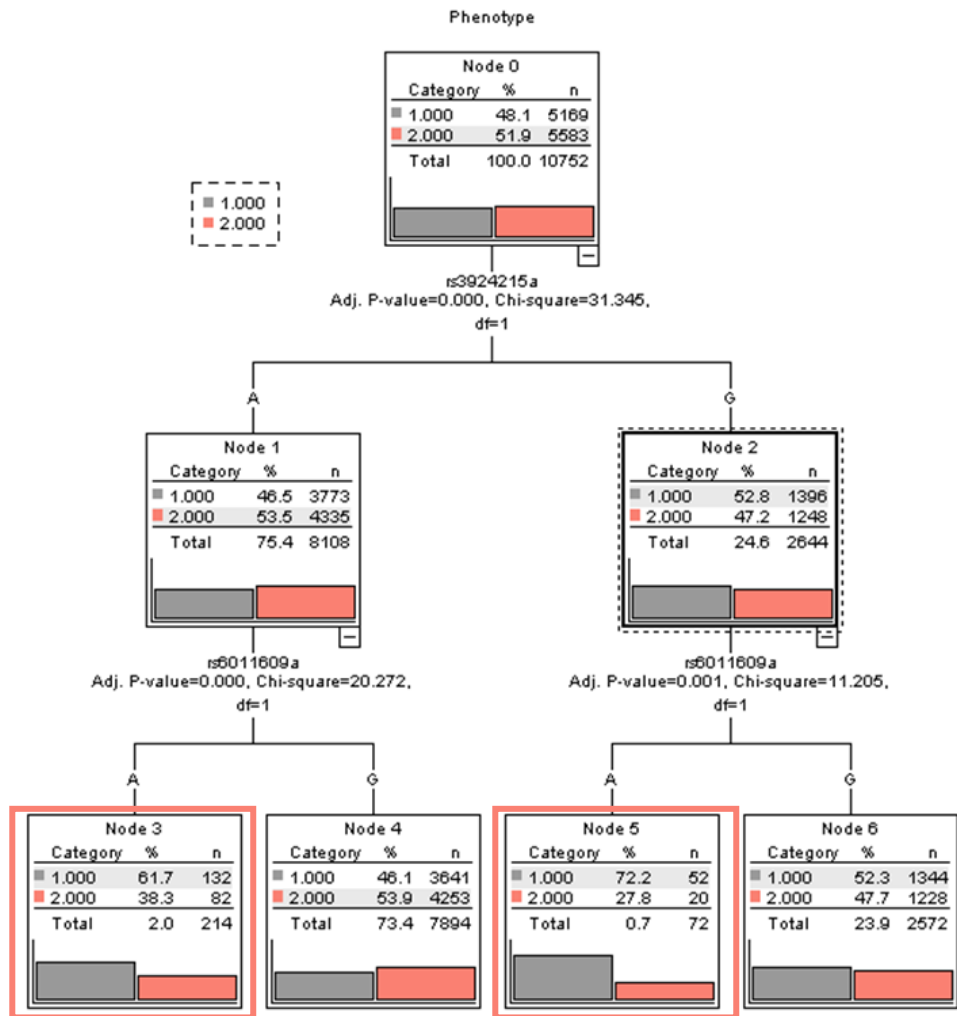 Phenotype
Node 0
Category % n
1.000 48.1 5169
2.000 51.9 5583
Total 100.0 10752
1.000
2.000
rs3924215a
Adj. P-value=0.000, Chi-square=31.345,
df=1
A
G
Node 1
Category % n
1.000 46.5 3773
2.000 53.5 4335
Total 75.4 8108
Node 2
Category % n
1.000 52.8 1396
2.000 47.2 1248
Total 24.6 2644
rs6011609a
Adj. P-value=0.000, Chi-square=20.272,
df=1
rs6011609a
Adj. P-value=0.001, Chi-square=11.205,
df=1
A
G
A
G
Node 3
Category % n
1.000 61.7 132
2.000 38.3 82
Total 2.0 214
Node 4
Category % n
1.000 46.1 3641
2.000 53.9 4253
Total 73.4 7894
Node 5
Category % n
1.000 72.2 52
2.000 27.8 20
Total 0.7 72
Node 6
Category % n
1.000 52.3 1344
2.000 47.7 1228
Total 23.9 2572